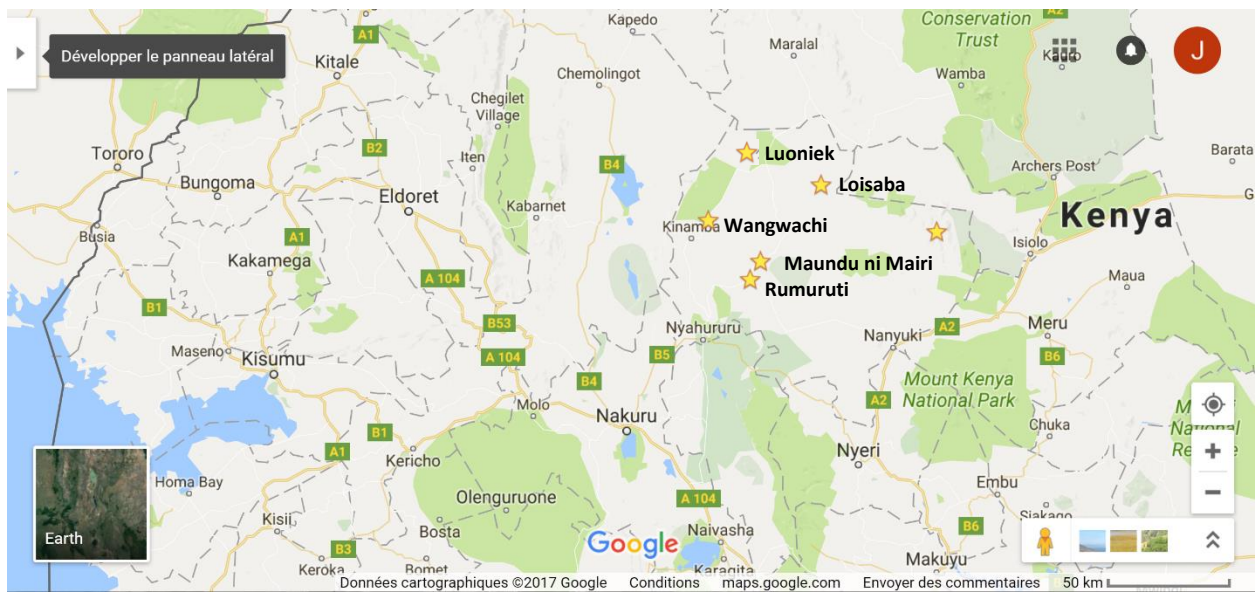 Développer le panneau latéral
A1
Kitale
Kapedo
Maralal
Conservation
Trust
A2
J
Chemolingot
Wamba
Chegilet
Village
Tororo
B2
Iten
B4
Luoniek
Archers Post
Barata
Bungoma
Eldoret
Kabarnet
Loisaba
Busia
A1
Kinamba
Wangwachi
Kenya
Isiolo
Kakamega
A 104
Maundu ni Mairi
Rumuruti
Maua
B1
B53
Nyahururu
Nanyuki
A2
Meru
Maseno
Kisumu
A 104
B5
B6
B4
Mount Kenya
National Park
Molo
Nakuru
A2
Chuka
B1
A1
Kericho
Nyeri
Homa Bay
Olenguruone
A 104
Embu
Kisii
Bosta
Naivasha
B6
Siakago
Earth
Google
B3
Keroka
Bomet
Karagita
Makuyu
Données cartographiques ©2017 Google Conditions maps.google.com Envoyer des commentaires 50 km